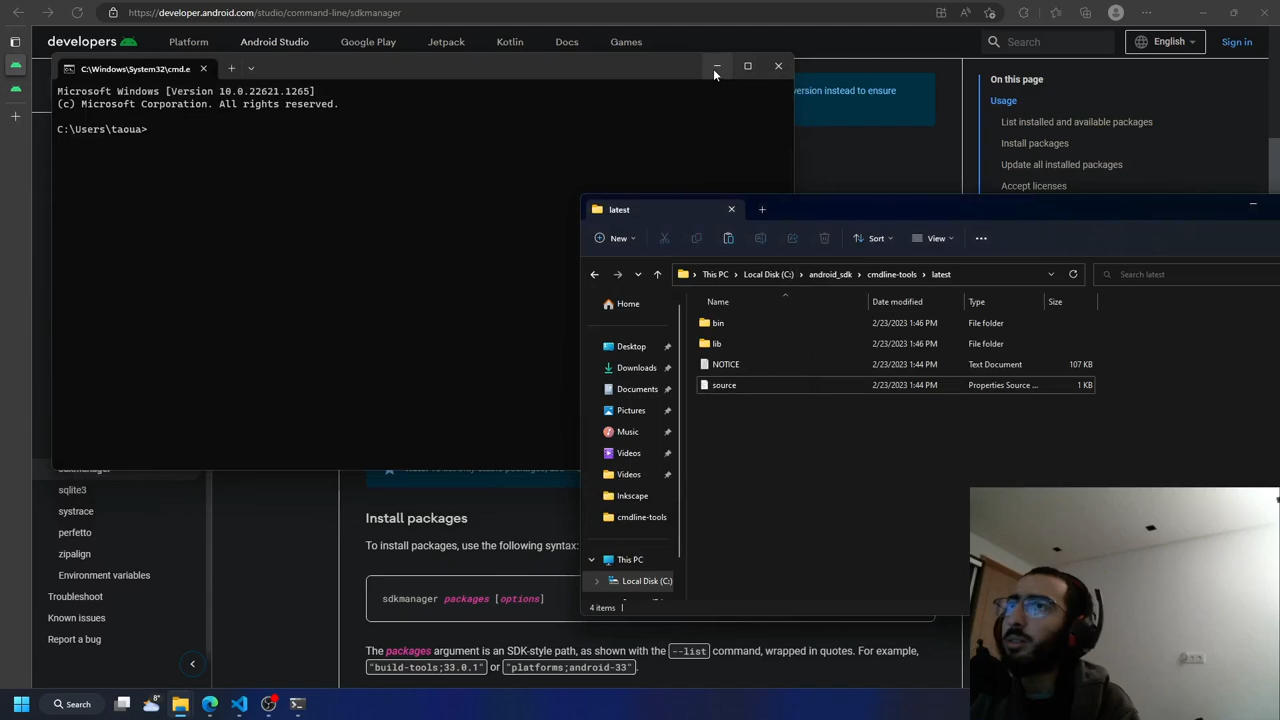 https://developer.android.com/studio/command-line/sdkmanager
developers
Platform
Android Studio
Google Play
Jetpack
Kotlin
Docs
Games
Search
English
Sign in
C:\Windows\System32\cmd.e
Microsoft Windows [Version 10.0.22621.1265]
(c) Microsoft Corporation. All rights reserved.
C:\Users\taoua>
version instead to ensure
On this page
Usage
List installed and available packages
Install packages
Update all installed packages
Accept licenses
latest
New
Sort
View
This PC
Local Disk (C:)
android_sdk
cmdline-tools
latest
Search latest
Name
Date modified
Type
Size
bin
2/23/2023 1:46 PM
File folder
lib
2/23/2023 1:46 PM
File folder
NOTICE
2/23/2023 1:44 PM
Text Document
107 KB
source
2/23/2023 1:44 PM
Properties Source ...
1 KB
Home
Desktop
Downloads
Documents
Pictures
Music
Videos
Videos
Inkscape
cmdline-tools
This PC
Local Disk (C:)
4 items
sqlite3
systrace
perfetto
zipalign
Environment variables
Troubleshoot
Known issues
Report a bug
Install packages
To install packages, use the following syntax:
sdkmanager packages [options]
The packages argument is an SDK-style path, as shown with the --list command, wrapped in quotes. For example,
"build-tools;33.0.1" or "platforms;android-33".
8°
Search